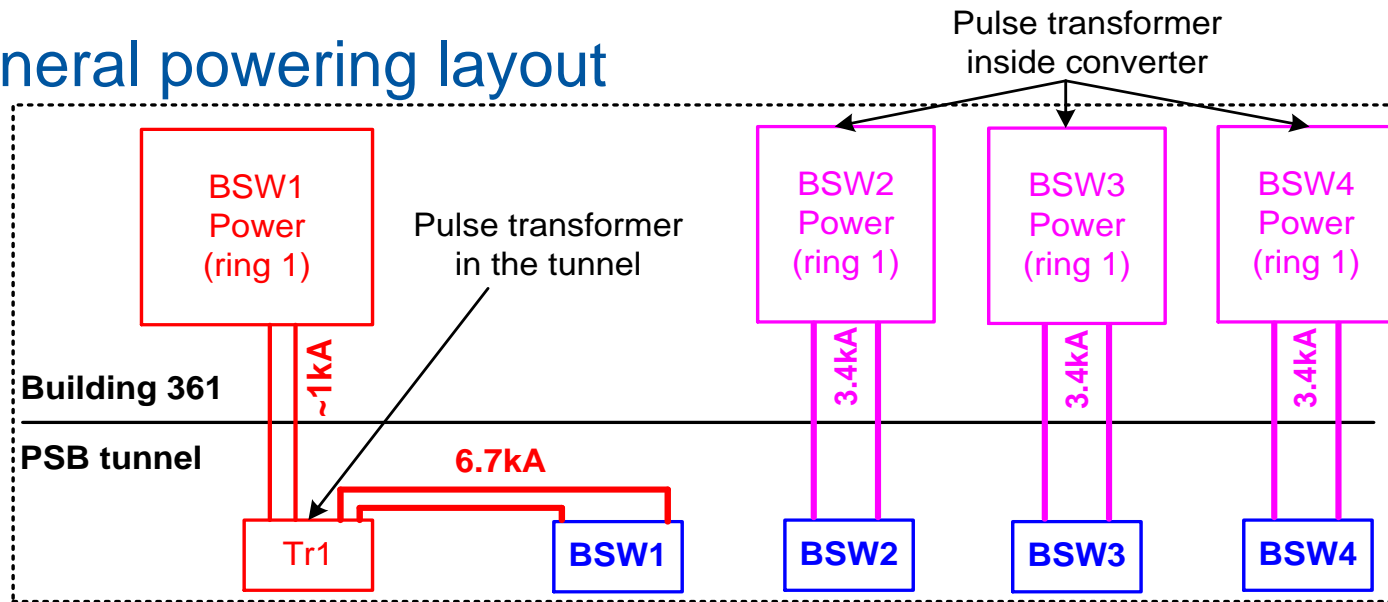 neral powering layout
Pulse transformer
inside converter
BSW1
Power
(ring 1)
Pulse transformer
in the tunnel
BSW2
Power
(ring 1)
BSW3
Power
(ring 1)
BSW4
Power
(ring 1)
~1kA
3.4kA
3.4kA
3.4kA
Building 361
PSB tunnel
6.7kA
Tr1
BSW1
BSW2
BSW3
BSW4